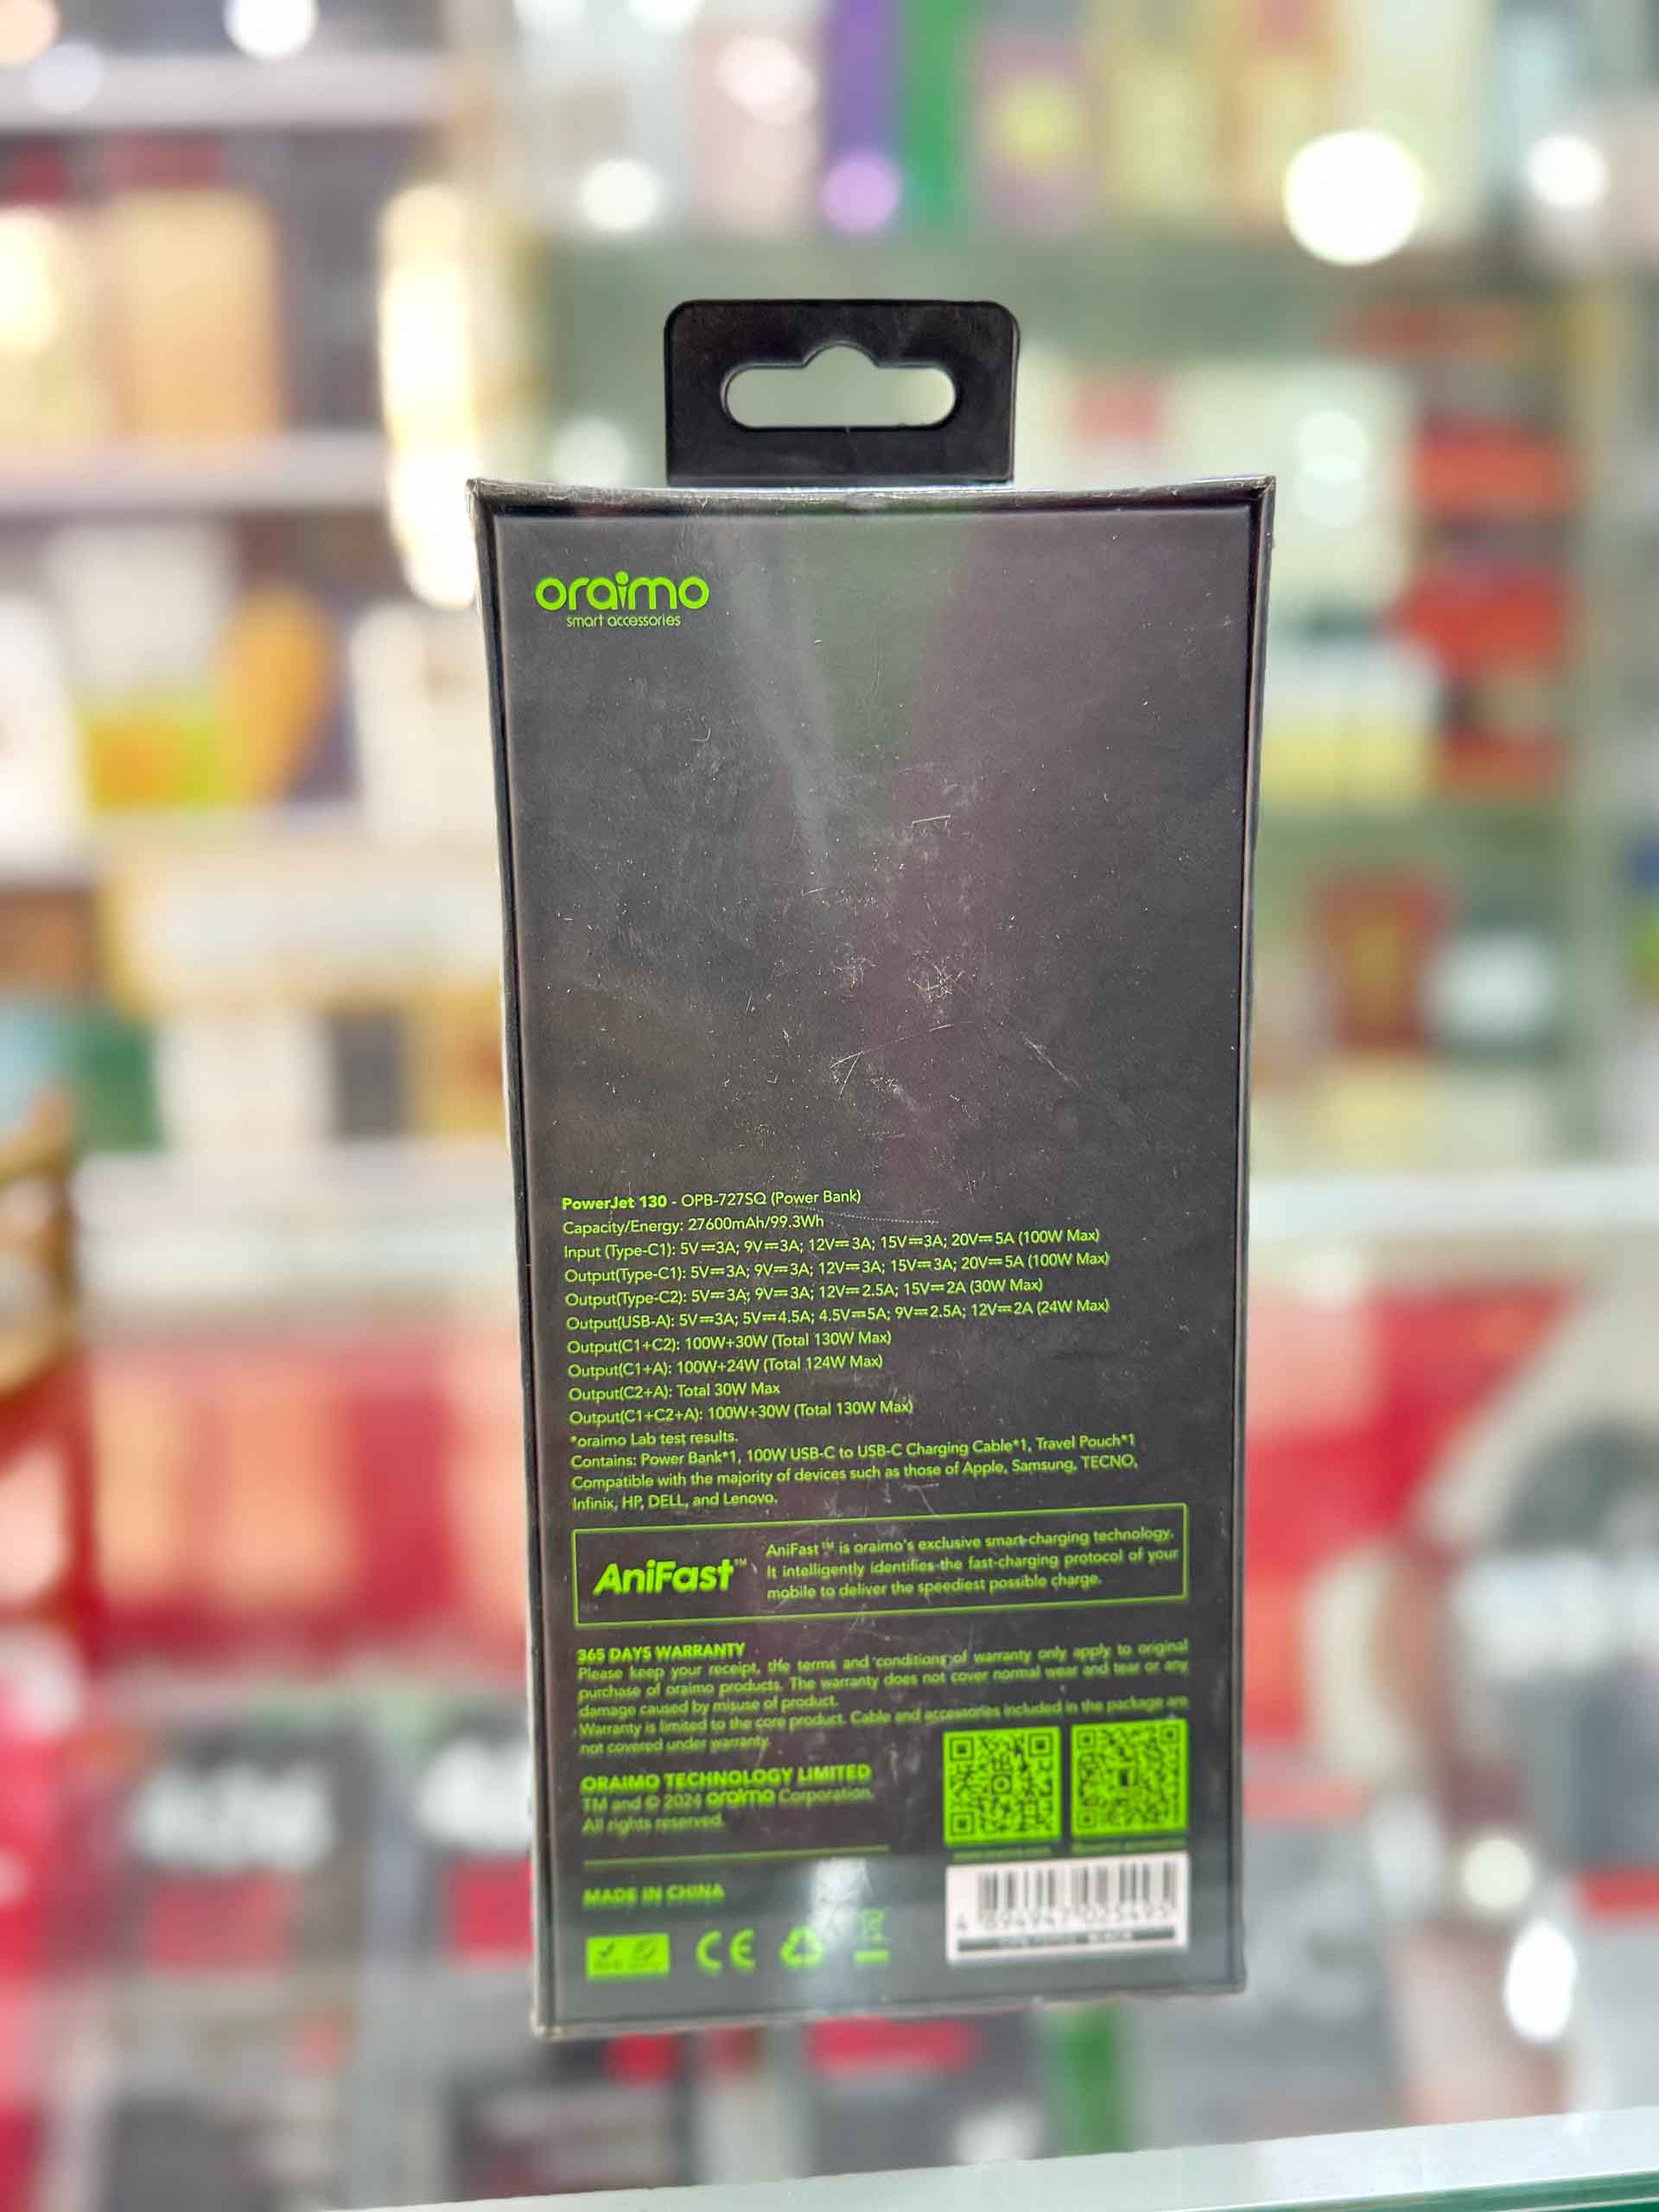 oraimo
smart accessories
PowerJet 130 - OPB-727SQ (Power Bank)
Capacity/Energy: 27600mAh/99.3Wh
Input (Type-C1): 5V⎓3A; 9V⎓3A; 12V⎓3A; 15V⎓3A; 20V⎓5A (100W Max)
Output(Type-C1): 5V⎓3A; 9V⎓3A; 12V⎓3A; 15V⎓3A; 20V⎓5A (100W Max)
Output(Type-C2): 5V⎓3A; 9V⎓3A; 12V⎓2.5A; 15V⎓2A (30W Max)
Output(USB-A): 5V⎓3A; 5V⎓4.5A; 4.5V⎓5A; 9V⎓2.5A; 12V⎓2A (24W Max)
Output(C1+C2): 100W+30W (Total 130W Max)
Output(C1+A): 100W+24W (Total 124W Max)
Output(C2+A): Total 30W Max
Output(C1+C2+A): 100W+30W (Total 130W Max)
*oraimo Lab test results.
Contains: Power Bank*1, 100W USB-C to USB-C Charging Cable*1, Travel Pouch*1
Compatible with the majority of devices such as those of Apple, Samsung, TECNO,
Infinix, HP, DELL, and Lenovo.
AniFast™
AniFast™ is oraimo's exclusive smart-charging technology.
It intelligently identifies the fast-charging protocol of your
mobile to deliver the speediest possible charge.
365 DAYS WARRANTY
Please keep your receipt, the terms and conditions of warranty only apply to original
purchase of oraimo products. The warranty does not cover normal wear and tear or any
damage caused by misuse of product.
Warranty is limited to the core product. Cable and accessories included in the package are
not covered under warranty.
ORAIMO TECHNOLOGY LIMITED
TM and © 2024 oraimo Corporation.
All rights reserved.
MADE IN CHINA
CE